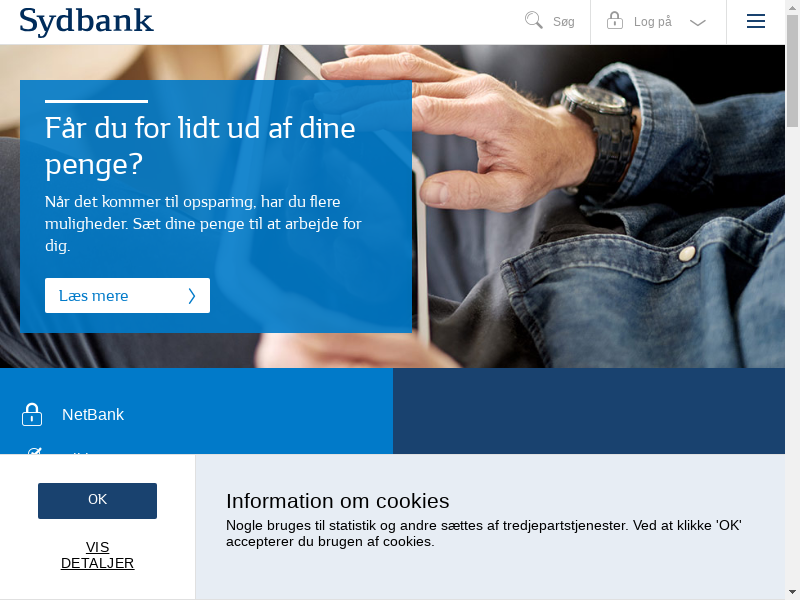 Sydbank
Søg
Log på
Får du for lidt ud af dine
penge?
Når det kommer til opsparing, har du flere
muligheder. Sæt dine penge til at arbejde for
dig.
Læs mere
NetBank
OK
VIS
DETALJER
Information om cookies
Nogle bruges til statistik og andre sættes af tredjepartstjenester. Ved at klikke 'OK'
accepterer du brugen af cookies.